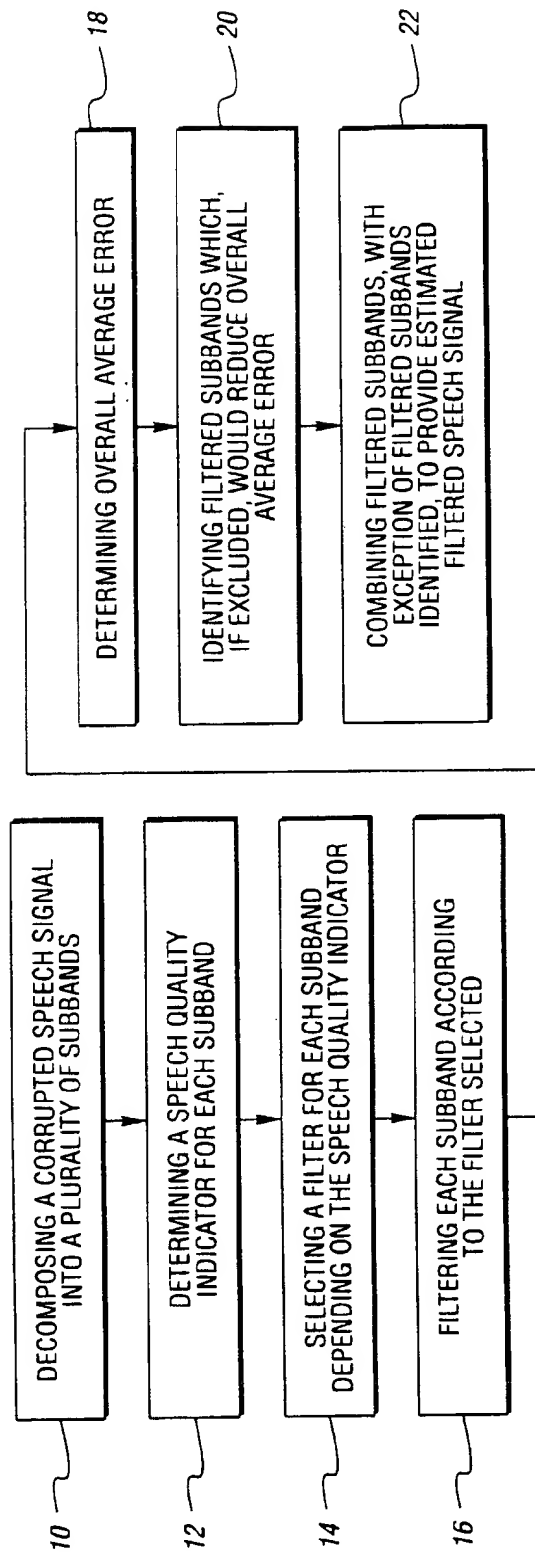 10
DECOMPOSING A CORRUPTED SPEECH SIGNAL
INTO A PLURALITY OF SUBBANDS
12
DETERMINING A SPEECH QUALITY
INDICATOR FOR EACH SUBBAND
14
SELECTING A FILTER FOR EACH SUBBAND
DEPENDING ON THE SPEECH QUALITY INDICATOR
16
FILTERING EACH SUBBAND ACCORDING
TO THE FILTER SELECTED
18
DETERMINING OVERALL AVERAGE ERROR
20
IDENTIFYING FILTERED SUBBANDS WHICH,
IF EXCLUDED, WOULD REDUCE OVERALL
AVERAGE ERROR
22
COMBINING FILTERED SUBBANDS, WITH
EXCEPTION OF FILTERED SUBBANDS
IDENTIFIED, TO PROVIDE ESTIMATED
FILTERED SPEECH SIGNAL